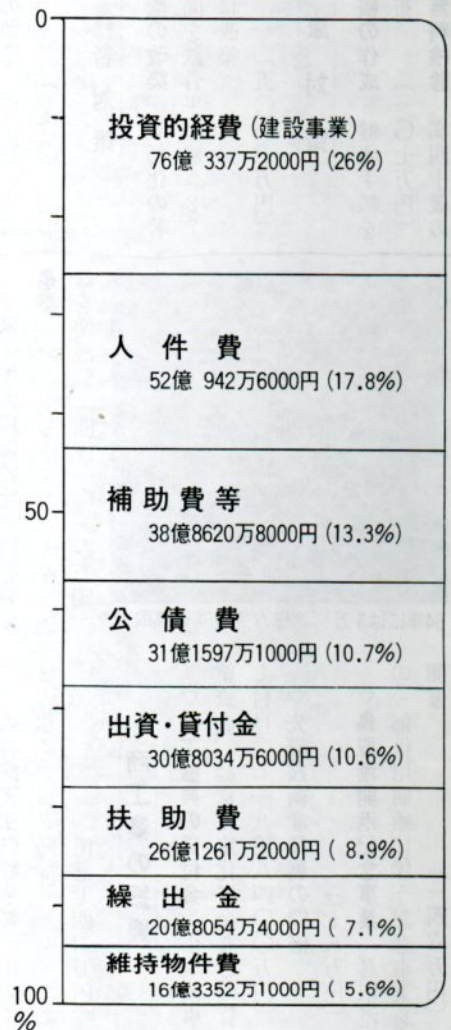 0
投資的経費(建設事業)
76億 337万2000円(26%)
人件費
52億 942万6000円(17.8%)
補助費等
38億8620万8000円(13.3%)
50
公債費
31億1597万1000円(10.7%)
出資・貸付金
30億8034万6000円(10.6%)
扶助費
26億1261万2000円( 8.9%)
繰出金
20億8054万4000円( 7.1%)
維持物件費
16億3352万1000円( 5.6%)
100
%